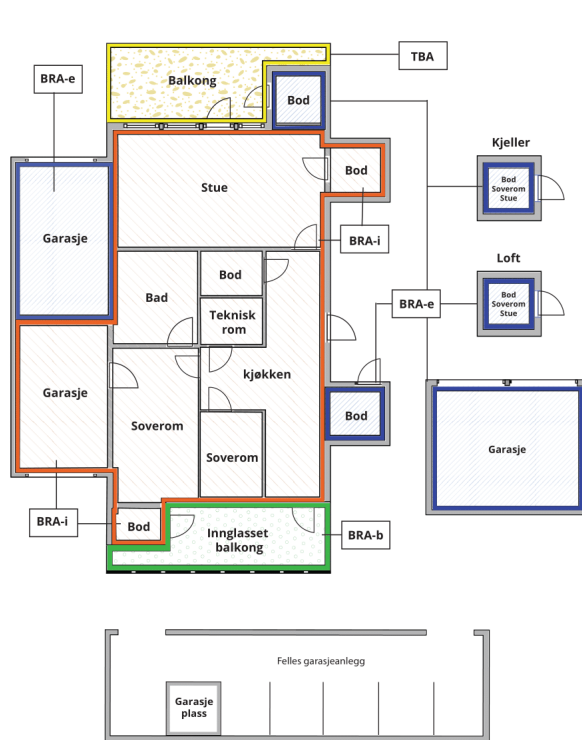 TBA
BRA-e
Balkong
Bod
Kjeller
Bod
Soverom
Stue
Stue
Bod
Garasje
BRA-i
Loft
Bod
Bad
Teknisk
rom
BRA-e
Bod
Soverom
Stue
kjøkken
Garasje
Soverom
Bod
Soverom
Garasje
BRA-i
Bod
Innglasset
balkong
BRA-b
Felles garasjeanlegg
Garasje
plass